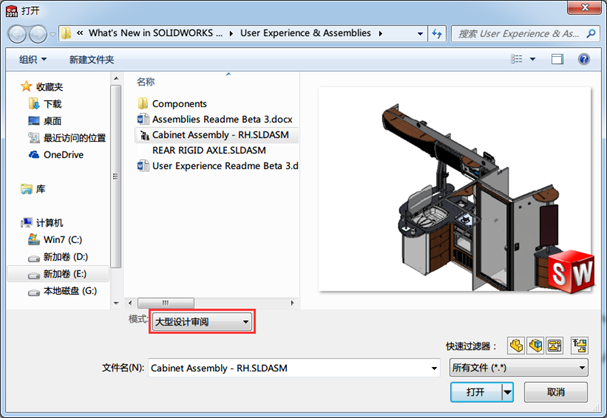 打开
« What's New in SOLIDWORKS ... ▸ User Experience & Assemblies ▸
搜索 User Experience & Assem...
组织 新建文件夹
收藏夹
下载
桌面
最近访问的位置
OneDrive
库
计算机
Win7 (C:)
新加卷 (D:)
新加卷 (E:)
本地磁盘 (G:)
名称
Components
Assemblies Readme Beta 3.docx
Cabinet Assembly - RH.SLDASM
REAR RIGID AXLE.SLDASM
User Experience Readme Beta 3.d
SW
模式: 大型设计审阅
快速过滤器：
文件名(N): Cabinet Assembly - RH.SLDASM 所有文件 (*.*)
打开 取消